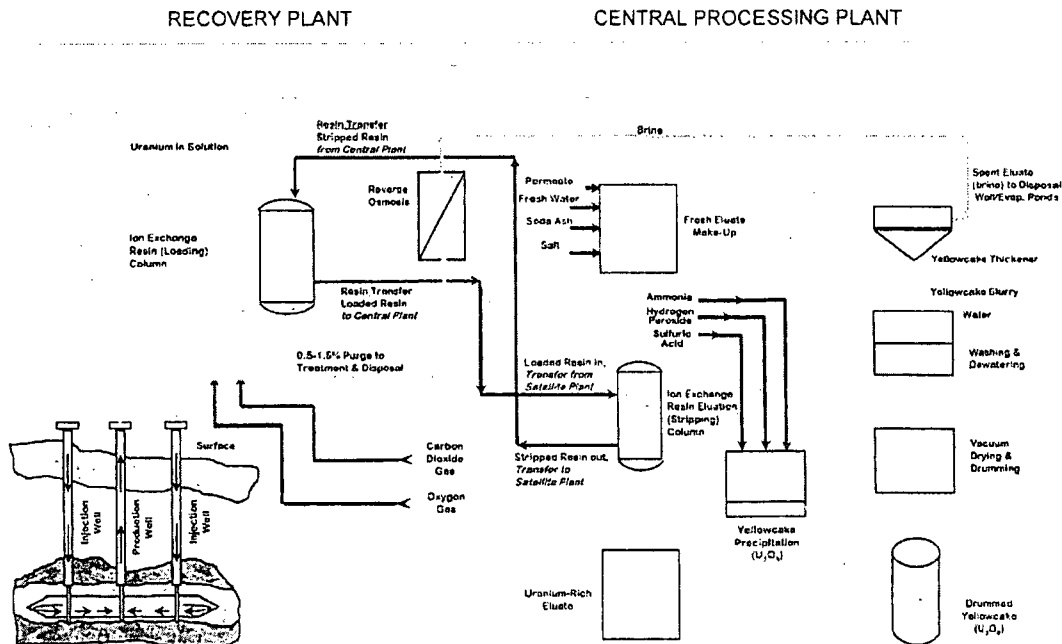 RECOVERY PLANT
CENTRAL PROCESSING PLANT
Resin Transfer
Stripped Resin
from Central Plant
Brine
Uranium in Solution
Reverse
Osmosis
Permeate
Fresh Water
Soda Ash
Salt
Fresh Eluate
Make-Up
Spent Eluate
(brine) to Disposal
Well/Evap. Ponds
Ion Exchange
Resin (Loading)
Column
Yellowcake Thickener
Resin Transfer
Loaded Resin
to Central Plant
Ammonia
Hydrogen
Peroxide
Sulfuric
Acid
Yellowcake Slurry
Water
Washing &
Dewatering
0.5-1.5% Purge to
Treatment & Disposal
Loaded Resin in,
Transfer from
Satellite Plant
Ion Exchange
Resin Eluation
(Stripping)
Column
Surface
Carbon
Dioxide
Gas
Stripped Resin out,
Transfer to
Satellite Plant
Vacuum
Drying &
Drumming
Oxygen
Gas
Injection
Well
Production
Well
Injection
Well
Yellowcake
Precipitation
(U₃O₈)
Uranium-Rich
Eluate
Drummed
Yellowcake
(U₃O₈)